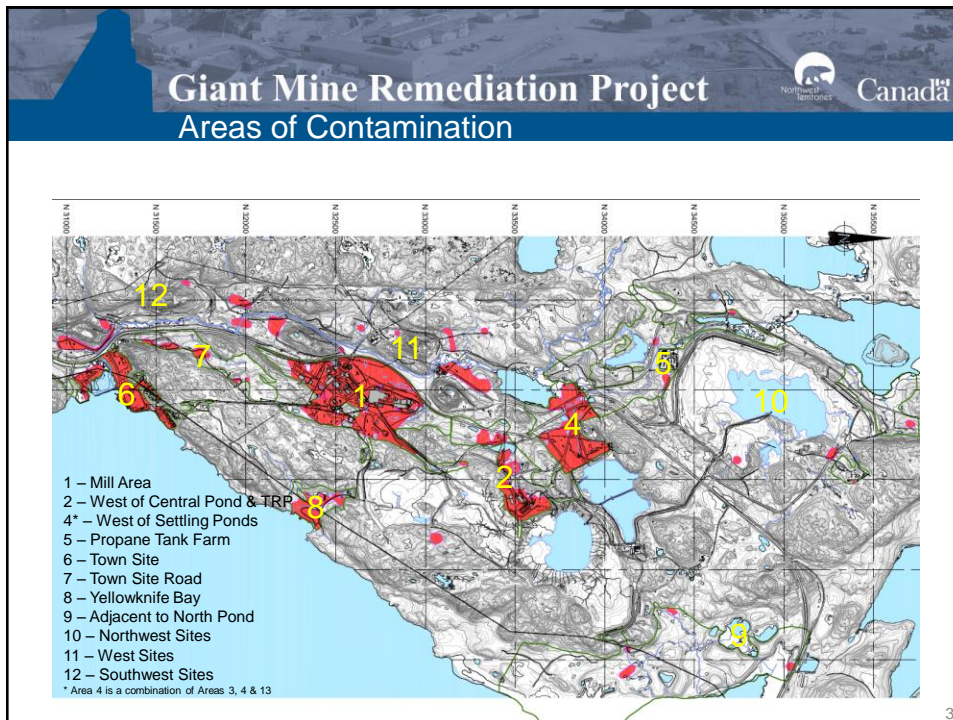 Giant Mine Remediation Project
Northwest
Territories
Canada
Areas of Contamination
N 31000
N 31500
N 32000
N 32500
N 33000
N 33500
N 34000
N 34500
N 35000
N 35500
N
12
11
7
5
6
1
10
4
2
8
9
1 – Mill Area
2 – West of Central Pond & TRP
4* – West of Settling Ponds
5 – Propane Tank Farm
6 – Town Site
7 – Town Site Road
8 – Yellowknife Bay
9 – Adjacent to North Pond
10 – Northwest Sites
11 – West Sites
12 – Southwest Sites
* Area 4 is a combination of Areas 3, 4 & 13
3